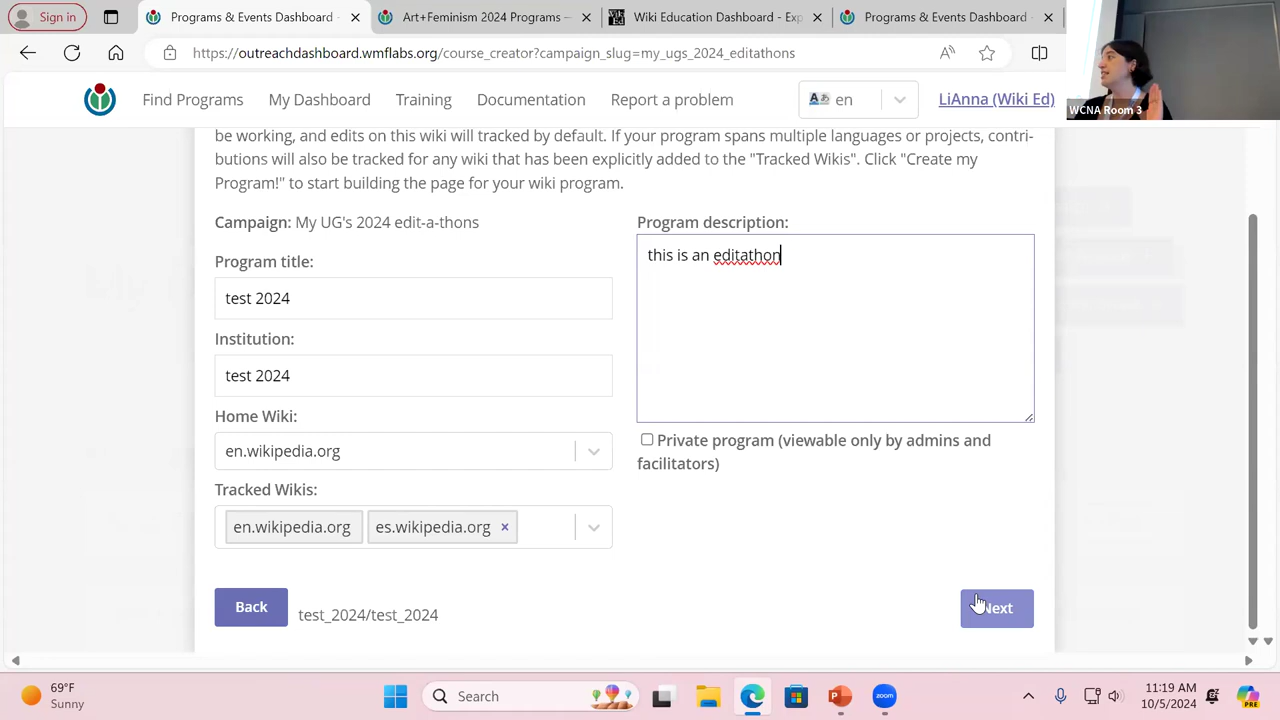 Sign in
Programs & Events Dashboard -
Art+Feminism 2024 Programs –
Wiki Education Dashboard - Exp
Programs & Events Dashboard
https://outreachdashboard.wmflabs.org/course_creator?campaign_slug=my_ugs_2024_editathons
WCNA Room 3
Find Programs
My Dashboard
Training
Documentation
Report a problem
en
LiAnna (Wiki Ed)
be working, and edits on this wiki will tracked by default. If your program spans multiple languages or projects, contri-
butions will also be tracked for any wiki that has been explicitly added to the "Tracked Wikis". Click "Create my
Program!" to start building the page for your wiki program.
Campaign: My UG's 2024 edit-a-thons
Program title:
test 2024
Institution:
test 2024
Home Wiki:
en.wikipedia.org
Tracked Wikis:
en.wikipedia.org
es.wikipedia.org ×
Program description:
this is an editathon
Private program (viewable only by admins and
facilitators)
Back
test_2024/test_2024
Next
69°F
Sunny
Search
zoom
PRE
11:19 AM
10/5/2024